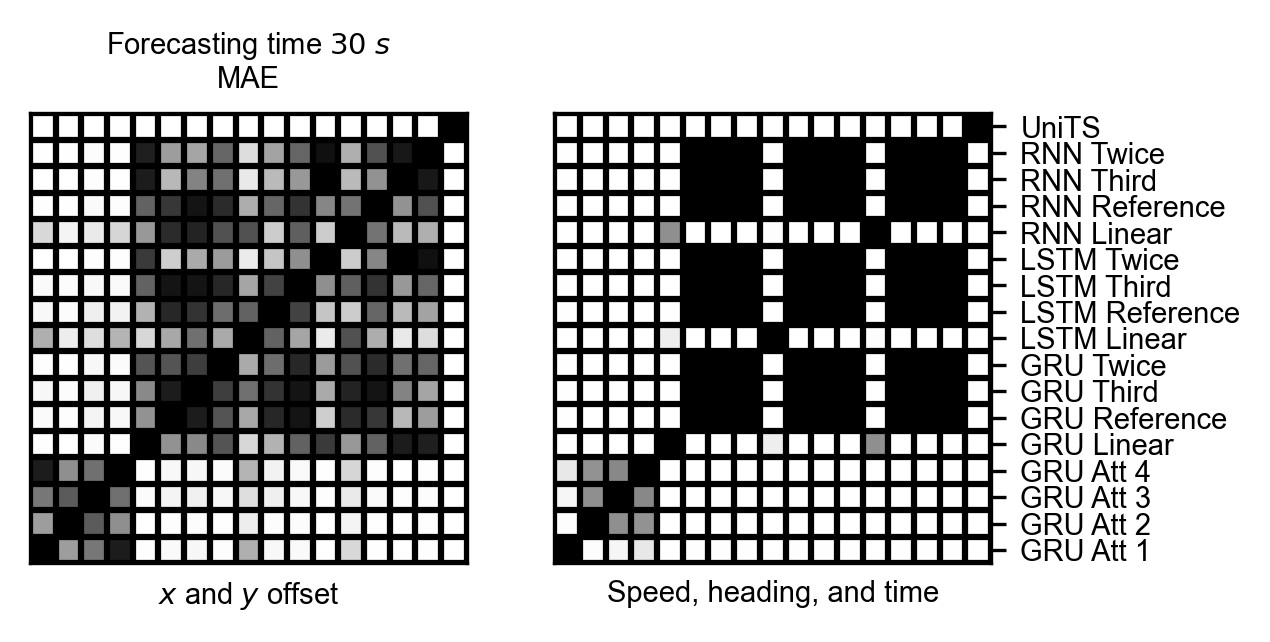 Forecasting time 30 s
MAE
UniTS
RNN Twice
RNN Third
RNN Reference
RNN Linear
LSTM Twice
LSTM Third
LSTM Reference
LSTM Linear
GRU Twice
GRU Third
GRU Reference
GRU Linear
GRU Att 4
GRU Att 3
GRU Att 2
GRU Att 1
x and y offset
Speed, heading, and time